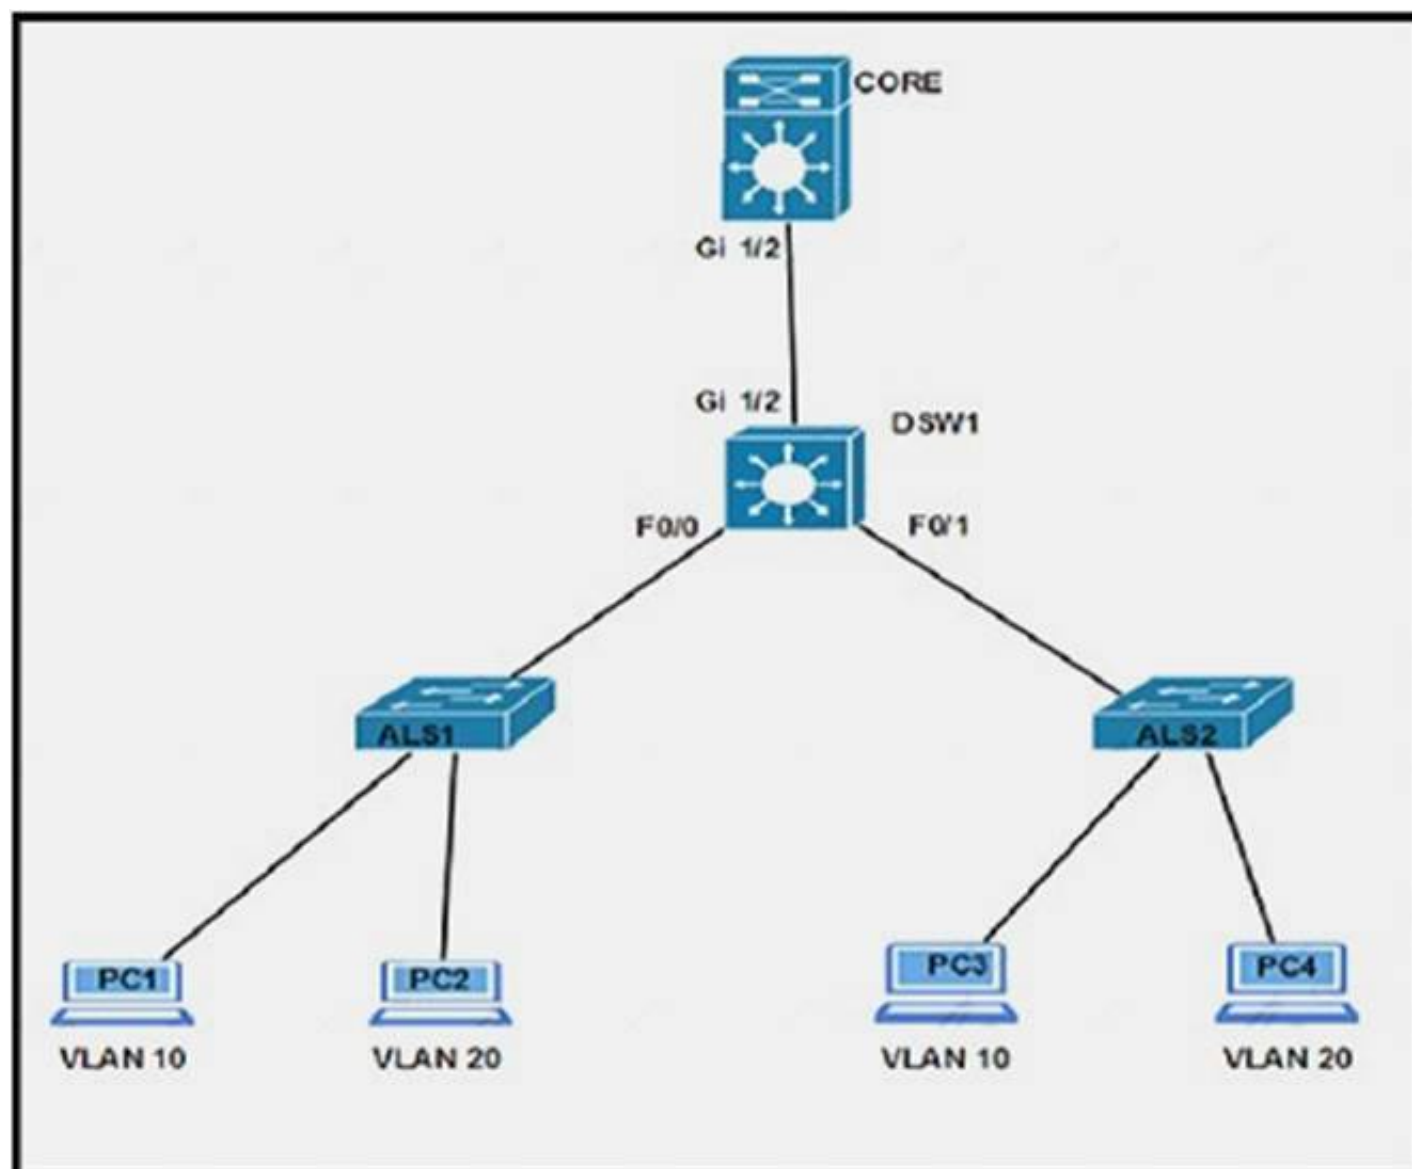 CORE
Gi 1/2
Gi 1/2
DSW1
F0/0
F0/1
ALS1
ALS2
PC1
PC2
PC3
PC4
VLAN 10
VLAN 20
VLAN 10
VLAN 20